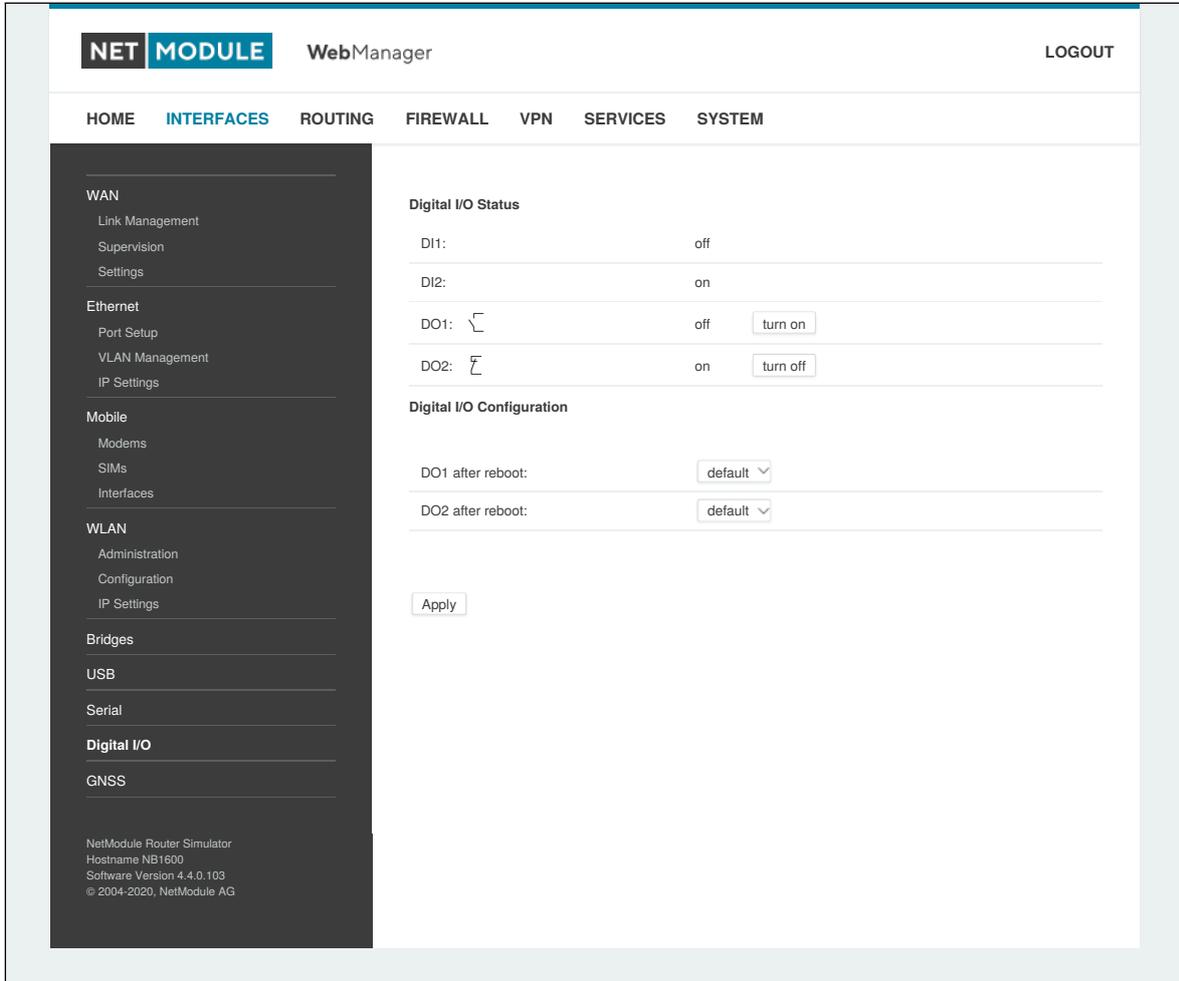 NET MODULE WebManager LOGOUT
HOME INTERFACES ROUTING FIREWALL VPN SERVICES SYSTEM
WAN
Link Management
Supervision
Settings
Ethernet
Port Setup
VLAN Management
IP Settings
Mobile
Modems
SIMs
Interfaces
WLAN
Administration
Configuration
IP Settings
Bridges
USB
Serial
Digital I/O
GNSS
NetModule Router Simulator
Hostname NB1600
Software Version 4.4.0.103
© 2004-2020, NetModule AG
Digital I/O Status
DI1: off
DI2: on
DO1: off turn on
DO2: on turn off
Digital I/O Configuration
DO1 after reboot: default
DO2 after reboot: default
Apply